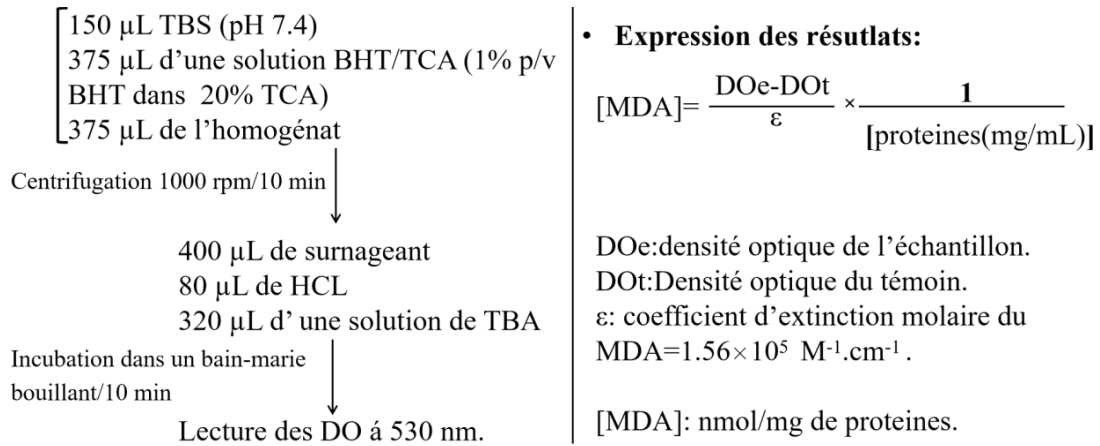 150 µL TBS (pH 7.4)
375 µL d’une solution BHT/TCA (1% p/v
BHT dans 20% TCA)
375 µL de l’homogénat
Centrifugation 1000 rpm/10 min
400 µL de surnageant
80 µL de HCL
320 µL d’ une solution de TBA
Incubation dans un bain-marie
bouillant/10 min
Lecture des DO á 530 nm.
• Expression des résutlats:
[MDA]= DOe-DOt / ε × 1 / [proteines(mg/mL)]
DOe:densité optique de l’échantillon.
DOt:Densité optique du témoin.
ε: coefficient d’extinction molaire du
MDA=1.56×10⁵ M⁻¹.cm⁻¹ .
[MDA]: nmol/mg de proteines.